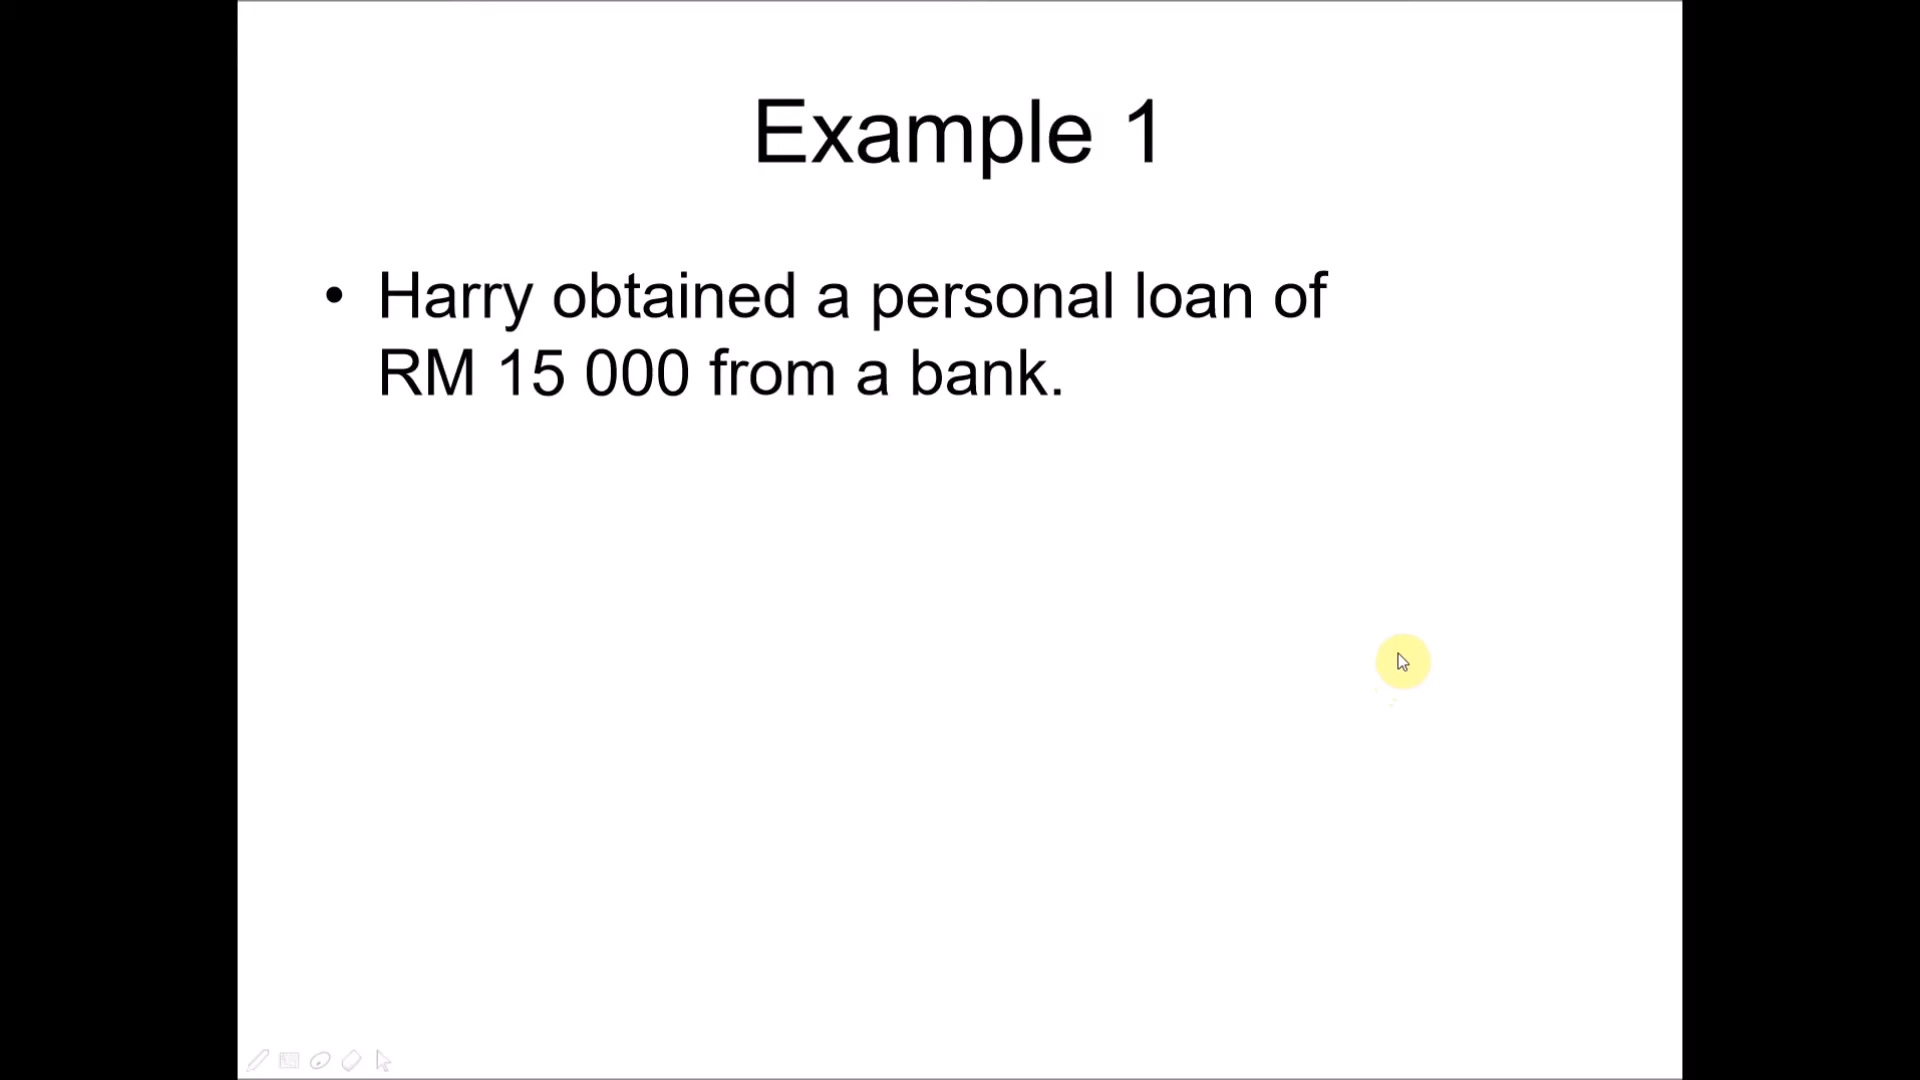 Example 1
• Harry obtained a personal loan of
RM 15 000 from a bank.